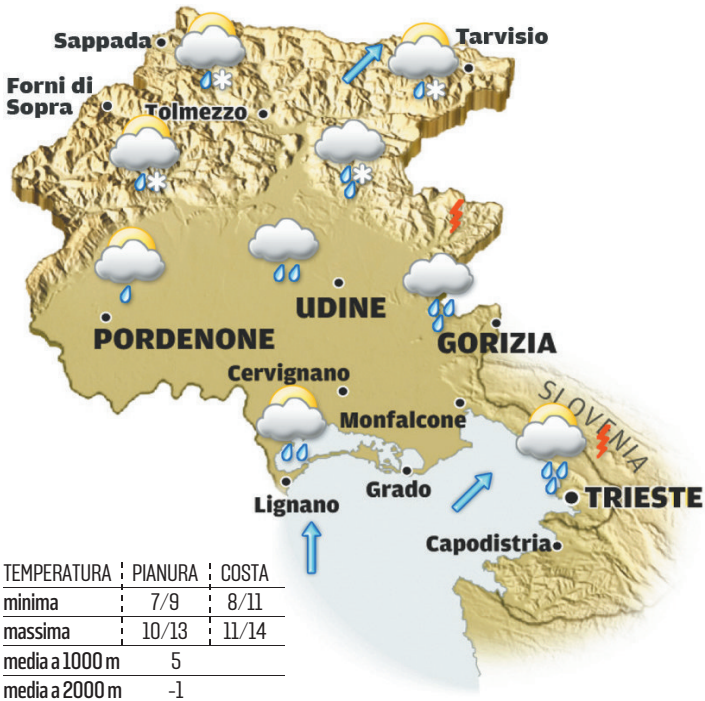 Sappada
Tarvisio
Forni di
Sopra
Tolmezzo
UDINE
PORDENONE
GORIZIA
Cervignano
SLOVENIA
Monfalcone
Grado
Lignano
TRIESTE
Capodistria
TEMPERATURA PIANURA COSTA
minima 7/9 8/11
massima 10/13 11/14
media a 1000 m 5
media a 2000 m -1